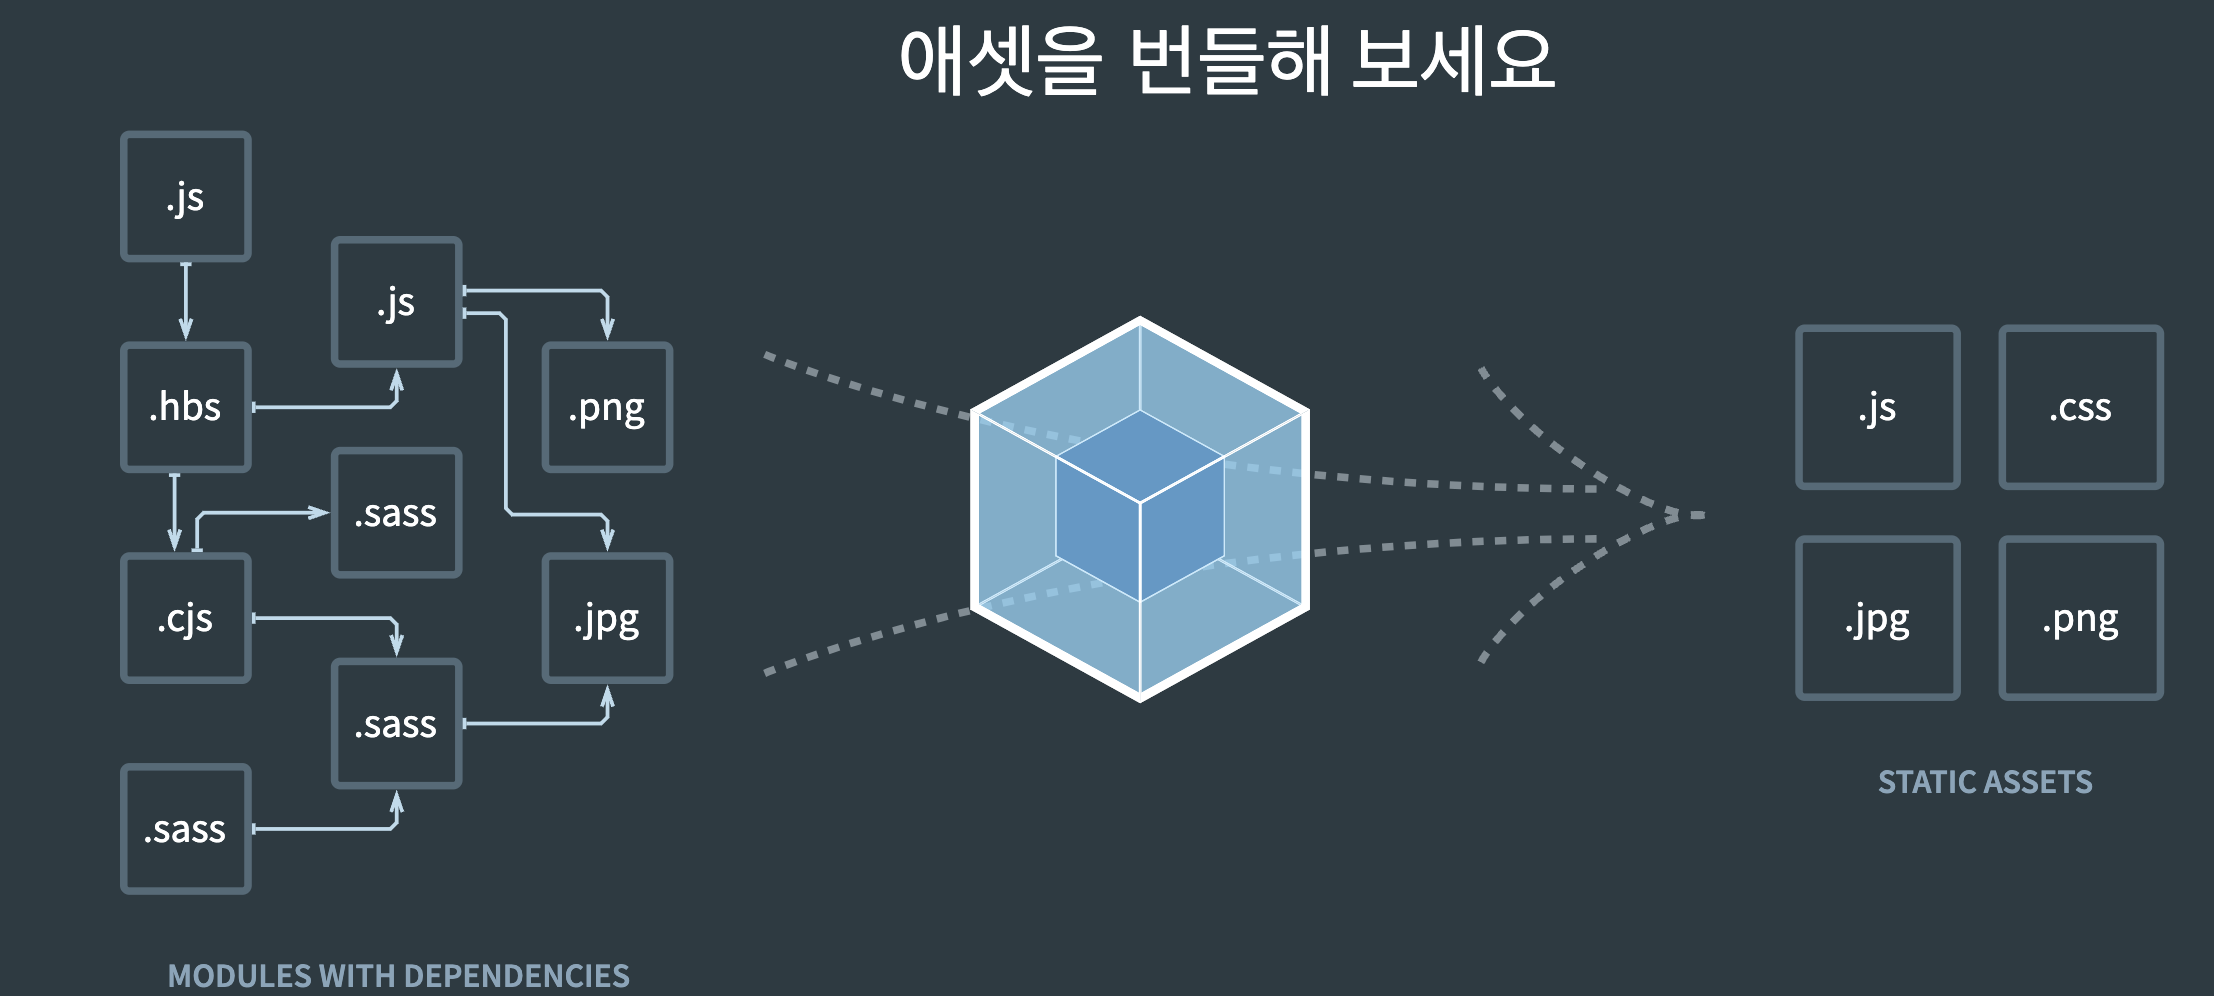 애셋을 번들해 보세요
.js
.js
.hbs
.png
.sass
.cjs
.jpg
.sass
.sass
MODULES WITH DEPENDENCIES
.js
.css
.jpg
.png
STATIC ASSETS